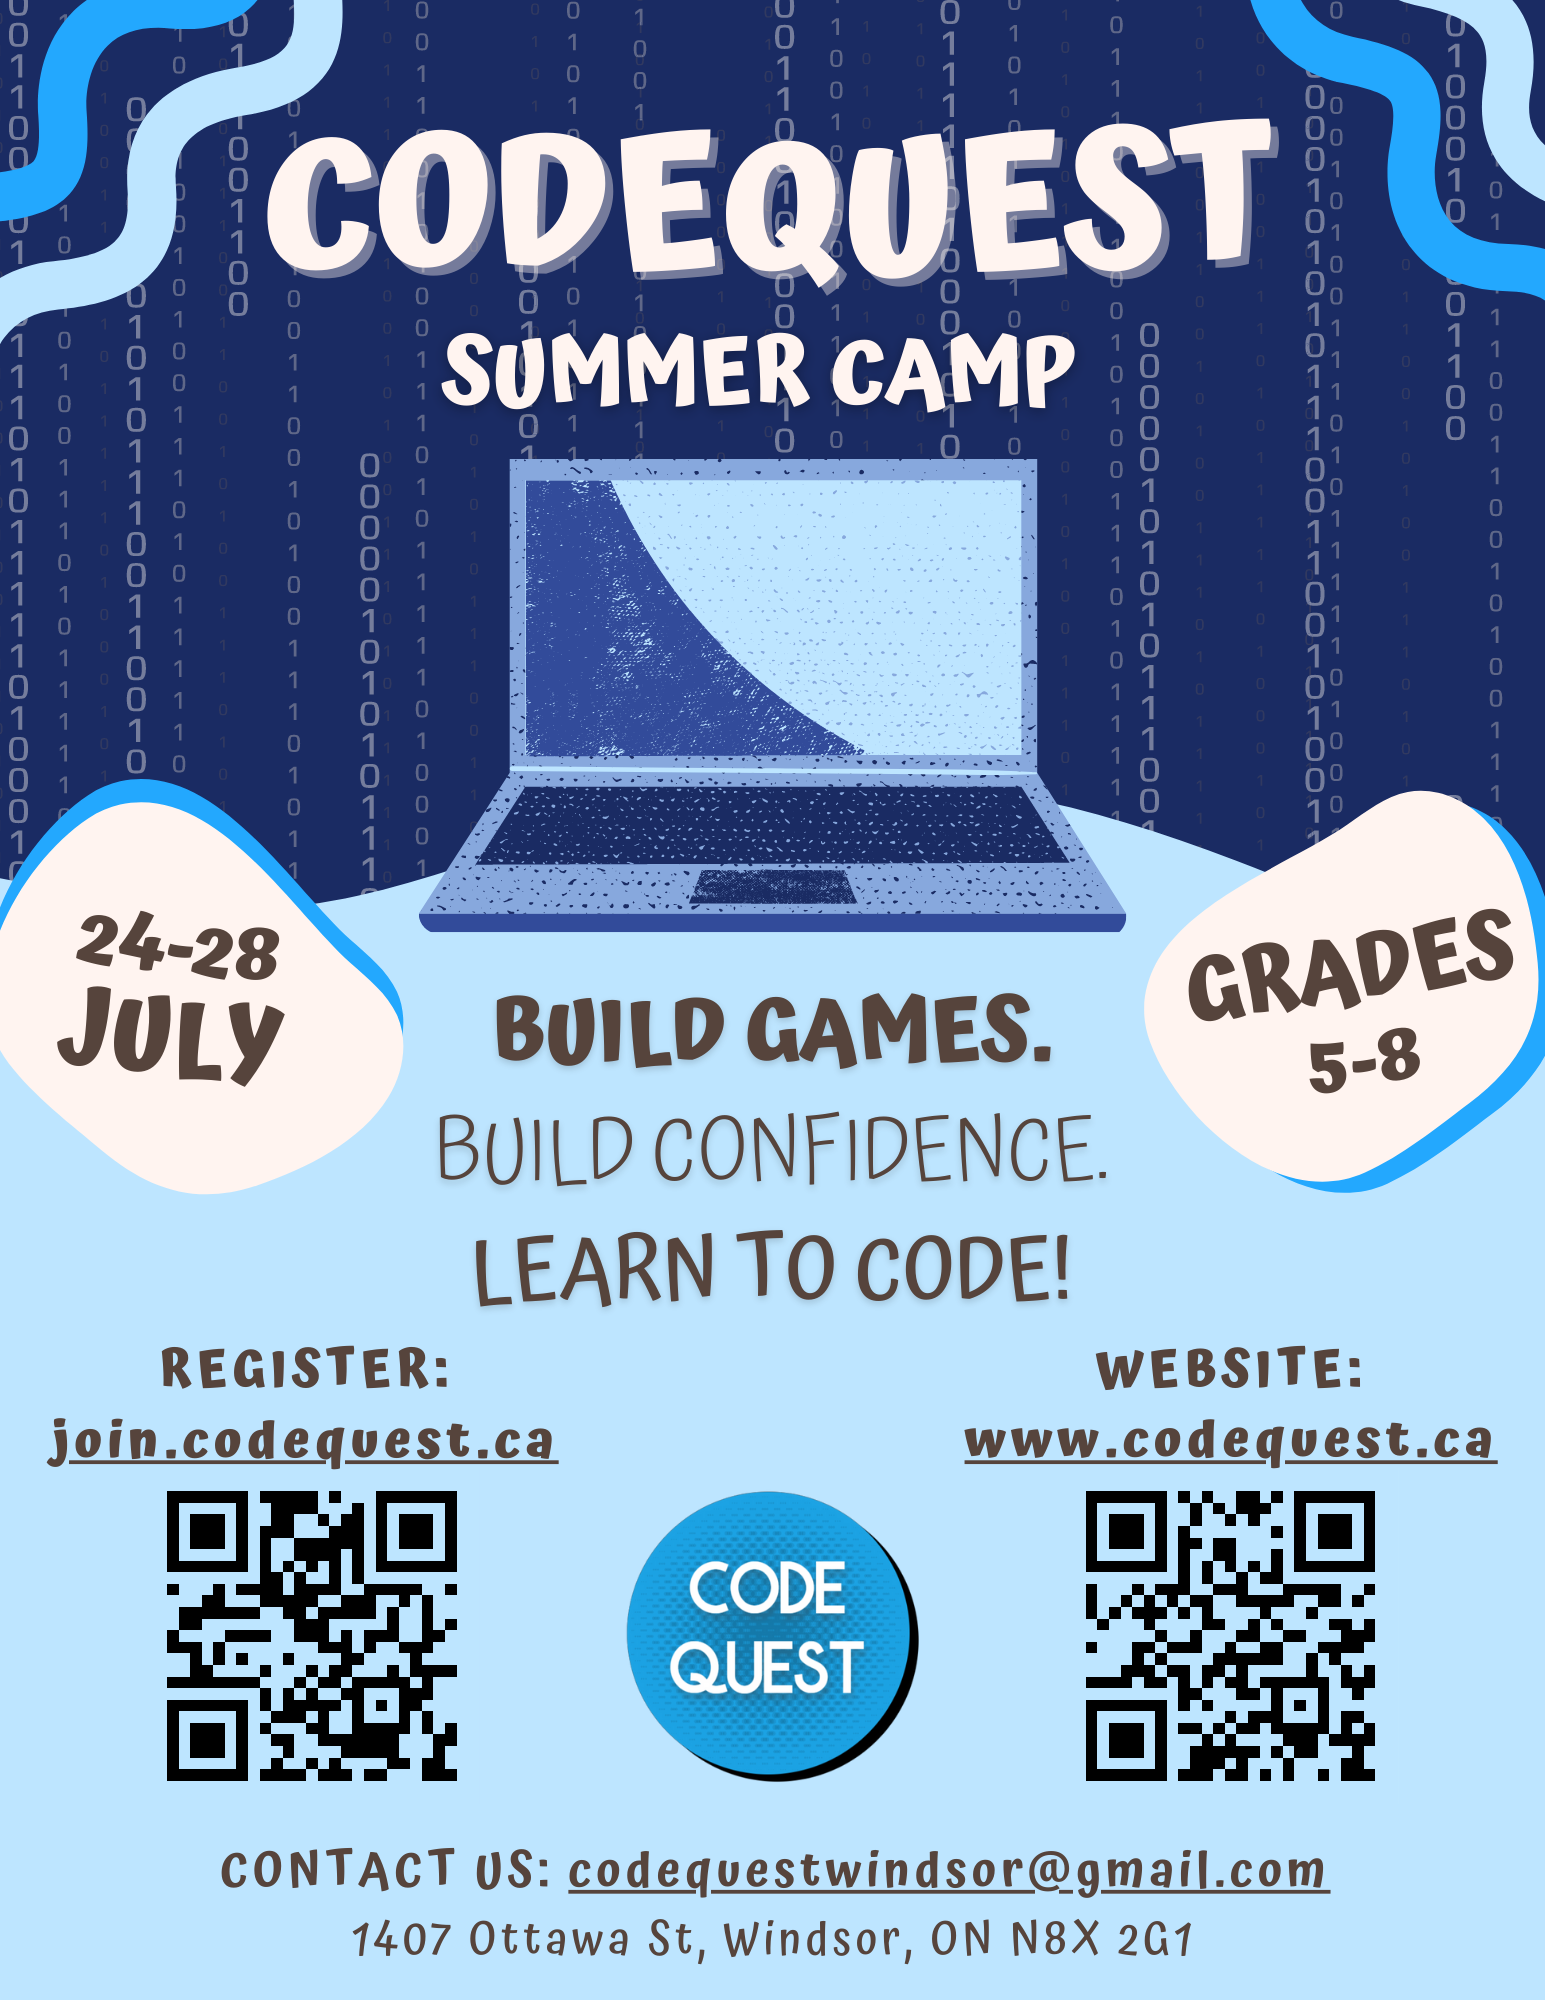 CODEQUEST
SUMMER CAMP
24-28
JULY
GRADES
5-8
BUILD GAMES.
BUILD CONFIDENCE.
LEARN TO CODE!
REGISTER:
join.codequest.ca
WEBSITE:
www.codequest.ca
CODE
QUEST
CONTACT US: codequestwindsor@gmail.com
1407 Ottawa St, Windsor, ON N8X 2G1